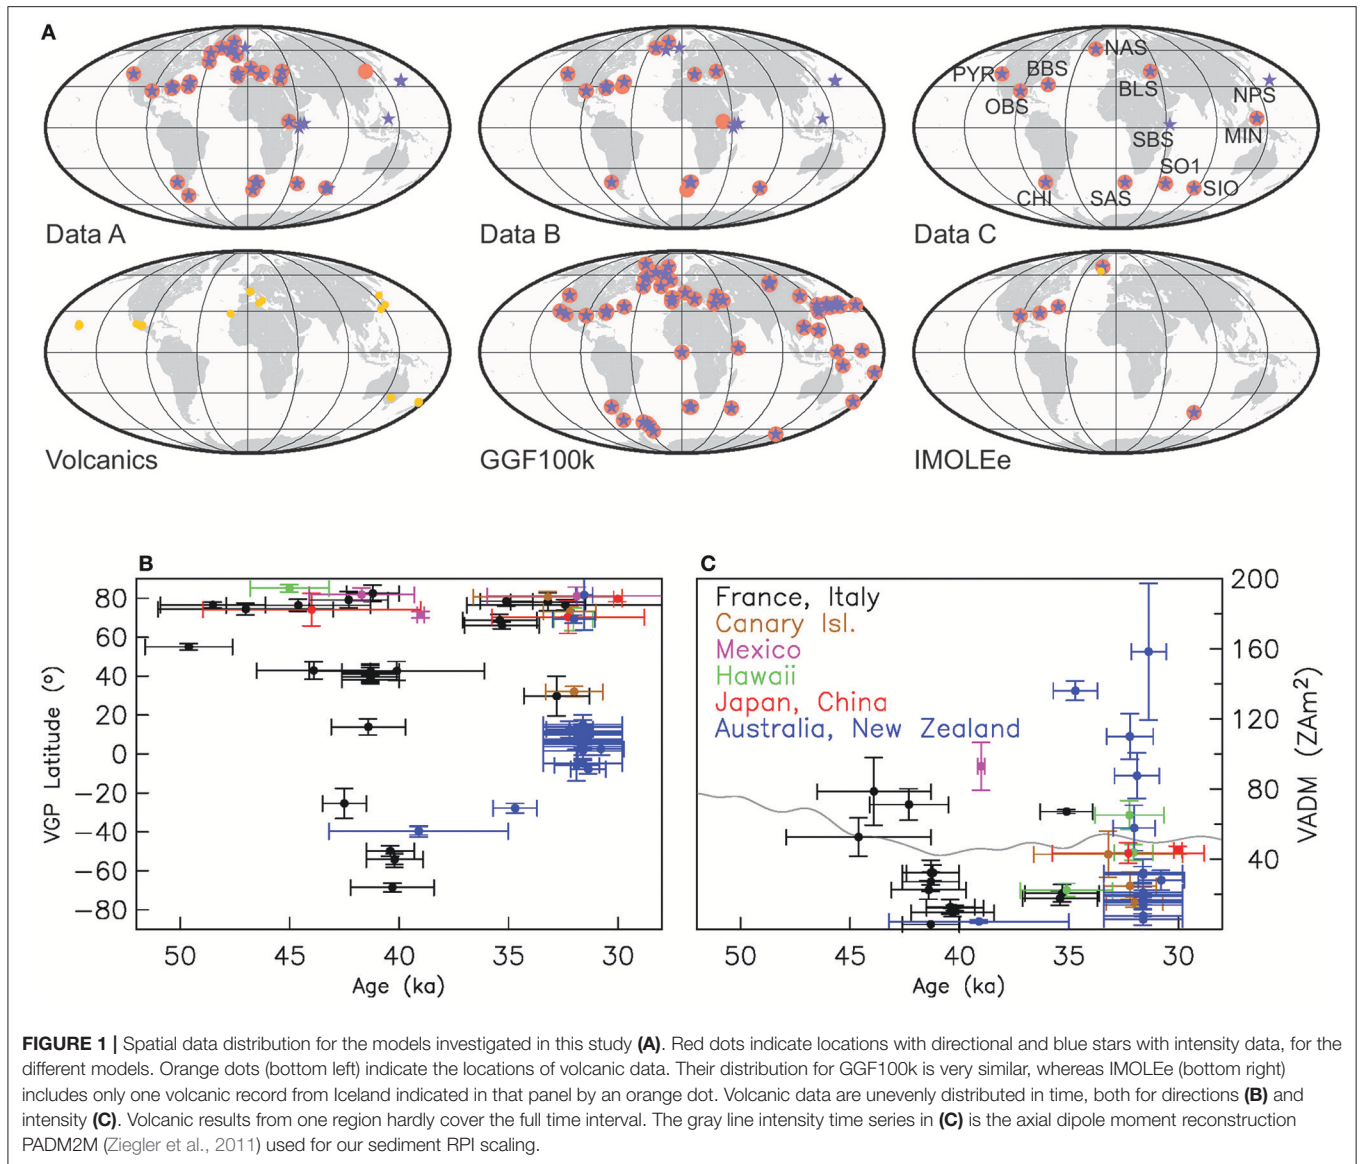 A
NAS
PYR
BBS
BLS
OBS
NPS
MIN
SBS
SO1
CHI
SAS
SIO
Data A
Data B
Data C
Volcanics
GGF100k
IMOLEe
B
C
80
60
40
20
0
−20
−40
−60
−80
VGP Latitude (°)
50
45
40
35
30
Age (ka)
France, Italy
Canary Isl.
Mexico
Hawaii
Japan, China
Australia, New Zealand
200
160
120
80
40
VADM (ZAm²)
50
45
40
35
30
Age (ka)
FIGURE 1 | Spatial data distribution for the models investigated in this study (A). Red dots indicate locations with directional and blue stars with intensity data, for the
different models. Orange dots (bottom left) indicate the locations of volcanic data. Their distribution for GGF100k is very similar, whereas IMOLEe (bottom right)
includes only one volcanic record from Iceland indicated in that panel by an orange dot. Volcanic data are unevenly distributed in time, both for directions (B) and
intensity (C). Volcanic results from one region hardly cover the full time interval. The gray line intensity time series in (C) is the axial dipole moment reconstruction
PADM2M (Ziegler et al., 2011) used for our sediment RPI scaling.